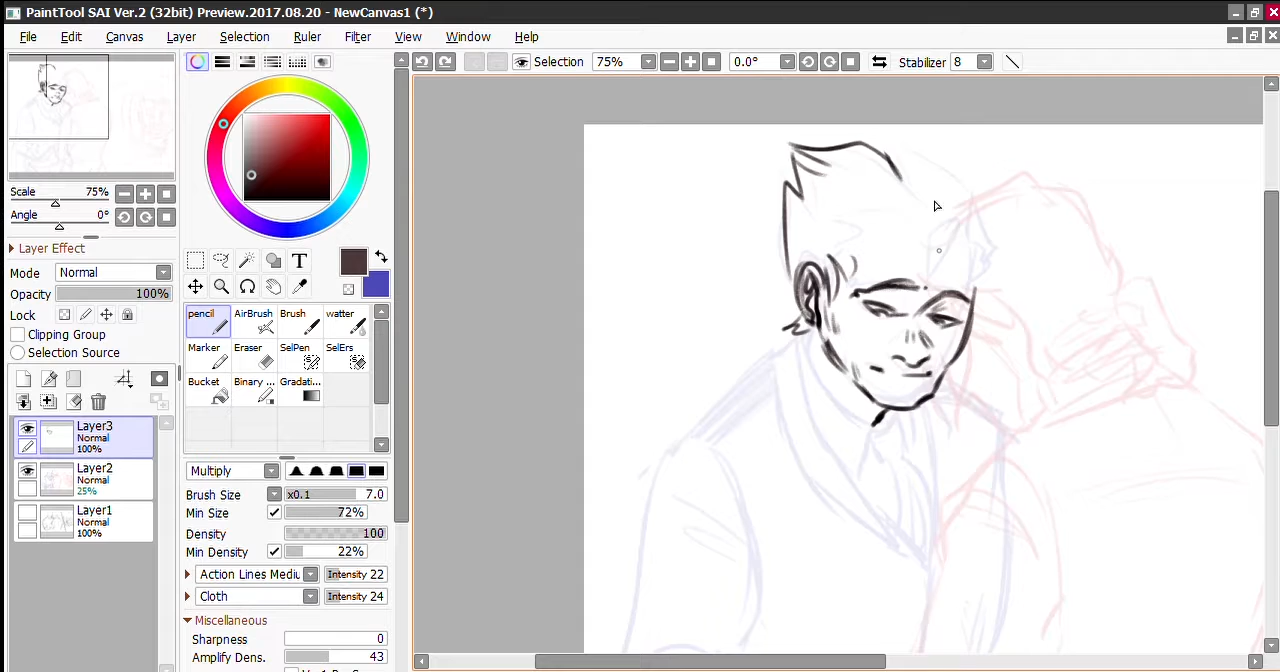 PaintTool SAI Ver.2 (32bit) Preview.2017.08.20 - NewCanvas1 (*)
File Edit Canvas Layer Selection Ruler Filter View Window Help
Selection 75% 0.0° Stabilizer 8
Scale 75%
Angle 0°
Layer Effect
Mode Normal
Opacity 100%
Lock
Clipping Group
Selection Source
Layer3
Normal
100%
Layer2
Normal
25%
Layer1
Normal
100%
T
pencil AirBrush Brush watter
Marker Eraser SelPen SelErs
Bucket Binary ... Gradati...
Multiply
Brush Size x0.1 7.0
Min Size 72%
Density 100
Min Density 22%
Action Lines Mediu Intensity 22
Cloth Intensity 24
Miscellaneous
Sharpness 0
Amplify Dens. 43